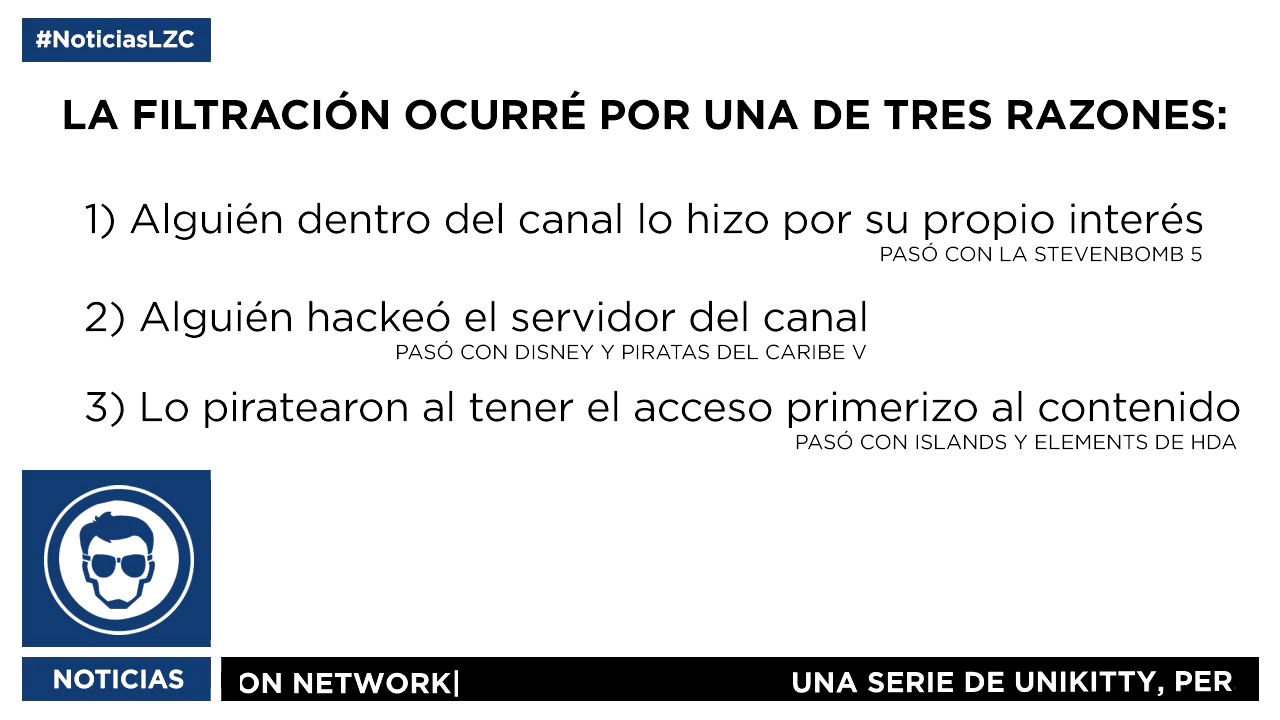 #NoticiasLZC
LA FILTRACIÓN OCURRÉ POR UNA DE TRES RAZONES:
1) Alguién dentro del canal lo hizo por su propio interés
PASÓ CON LA STEVENBOMB 5
2) Alguién hackeó el servidor del canal
PASÓ CON DISNEY Y PIRATAS DEL CARIBE V
3) Lo piratearon al tener el acceso primerizo al contenido
PASÓ CON ISLANDS Y ELEMENTS DE HDA
NOTICIAS
ON NETWORK| UNA SERIE DE UNIKITTY, PER